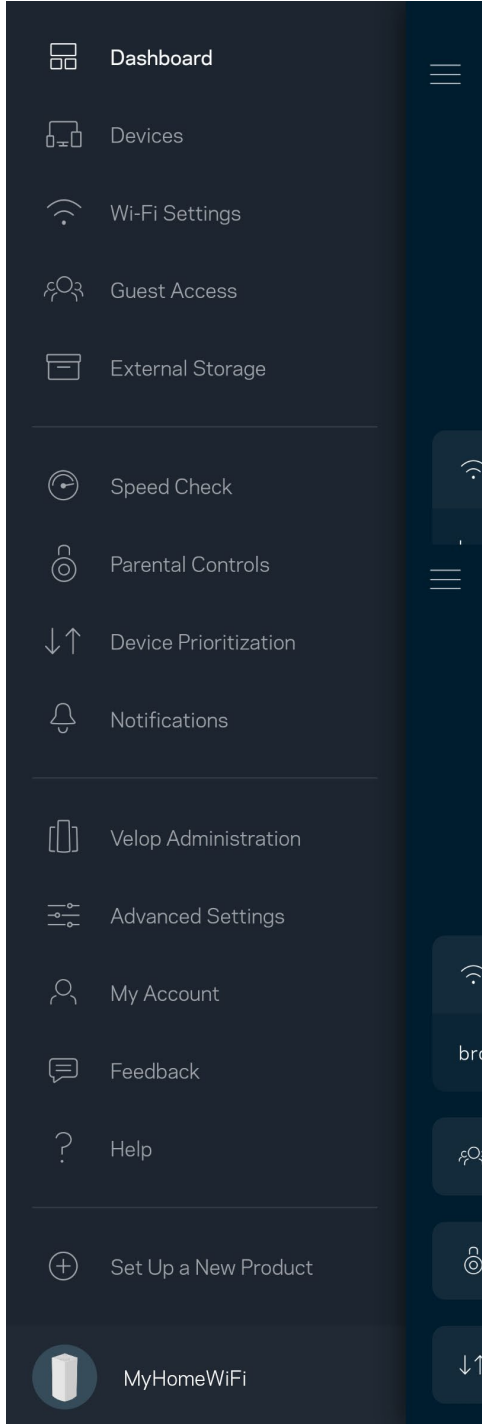 Dashboard
Devices
Wi-Fi Settings
Guest Access
External Storage
Speed Check
Parental Controls
Device Prioritization
Notifications
Velop Administration
Advanced Settings
My Account
Feedback
bro
Help
Set Up a New Product
MyHomeWiFi